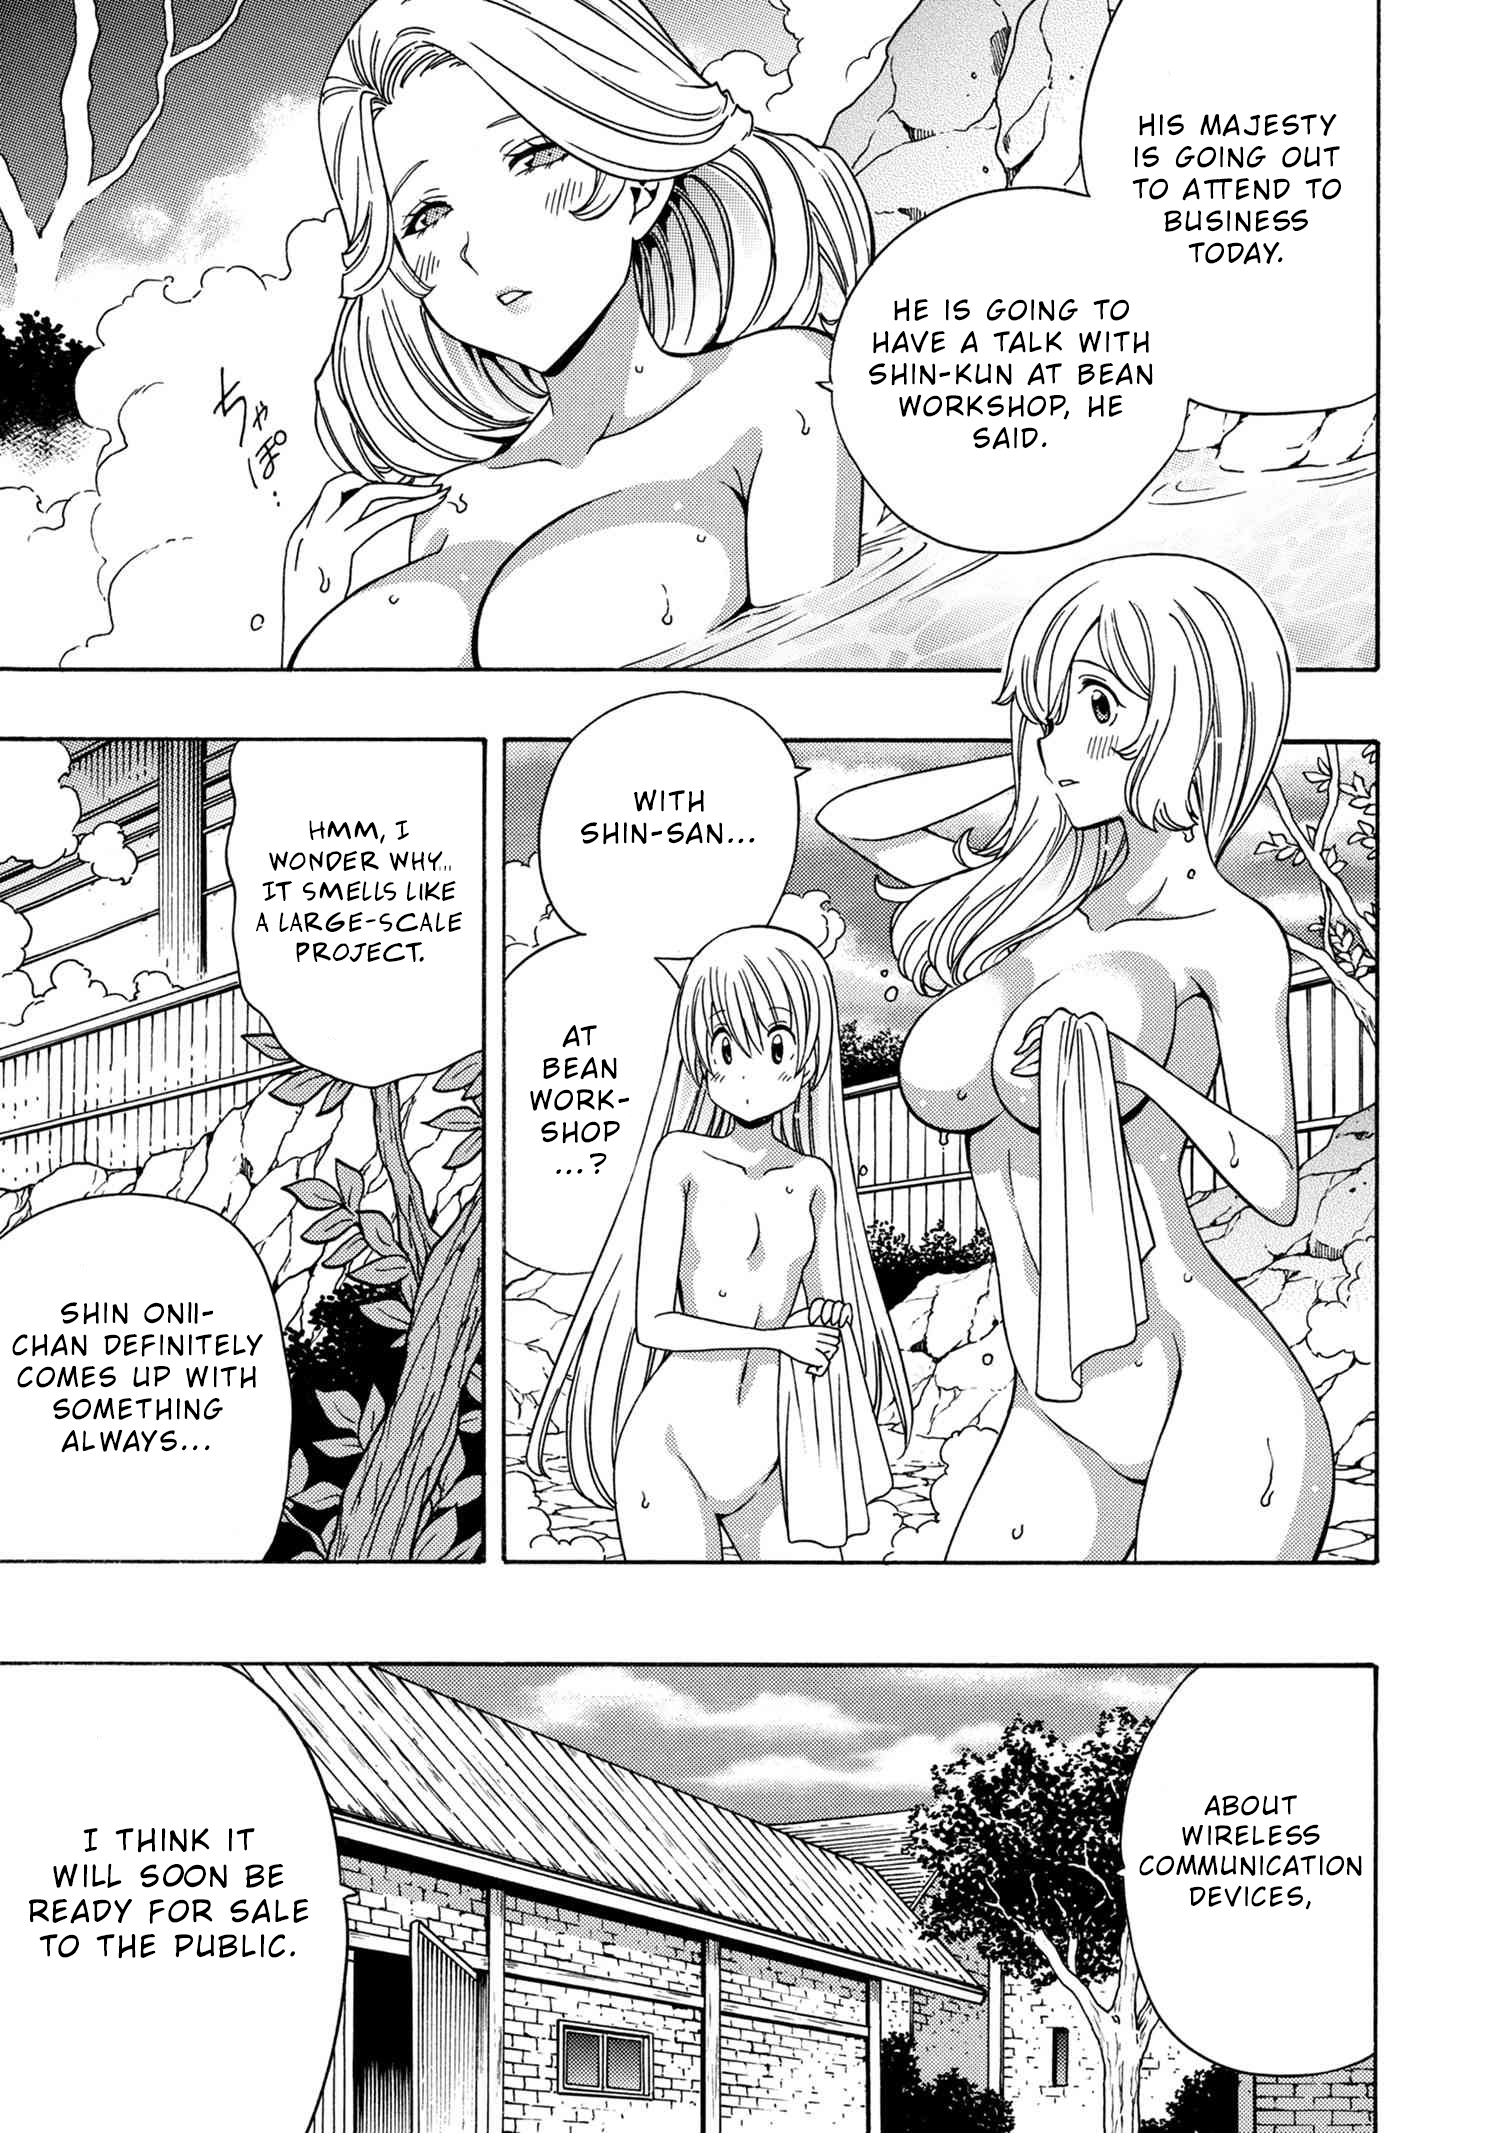 HIS MAJESTY
IS GOING OUT
TO ATTEND TO
BUSINESS
TODAY.
HE IS GOING TO
HAVE A TALK WITH
SHIN-KUN AT BEAN
WORKSHOP, HE
SAID.
ちゃぽ…
WITH
SHIN-SAN...
AT
BEAN
WORK-
SHOP
...?
HMM, I
WONDER WHY...
IT SMELLS LIKE
A LARGE-SCALE
PROJECT.
SHIN ONII-
CHAN DEFINITELY
COMES UP WITH
SOMETHING
ALWAYS...
ABOUT
WIRELESS
COMMUNICATION
DEVICES,
I THINK IT
WILL SOON BE
READY FOR SALE
TO THE PUBLIC.